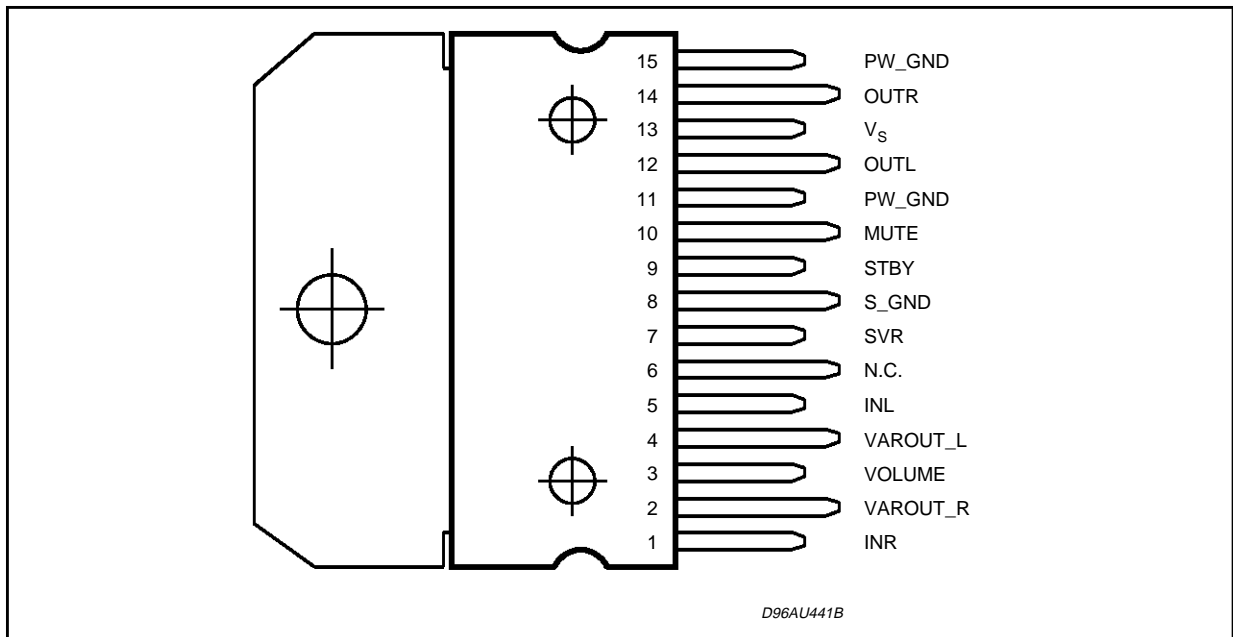 15 PW_GND
14 OUTR
13 VS
12 OUTL
11 PW_GND
10 MUTE
9 STBY
8 S_GND
7 SVR
6 N.C.
5 INL
4 VAROUT_L
3 VOLUME
2 VAROUT_R
1 INR
D96AU441B